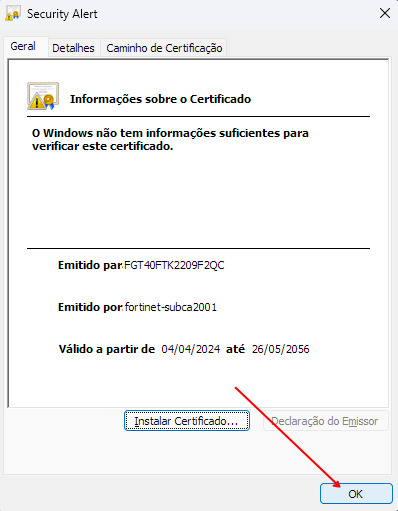 Security Alert
Geral Detalhes Caminho de Certificação
Informações sobre o Certificado
O Windows não tem informações suficientes para
verificar este certificado.
Emitido par FGT40FTK2209F2QC
Emitido por fortinet-subca2001
Válido a partir de 04/04/2024 até 26/05/2056
Instalar Certificado... Declaração do Emissor
OK